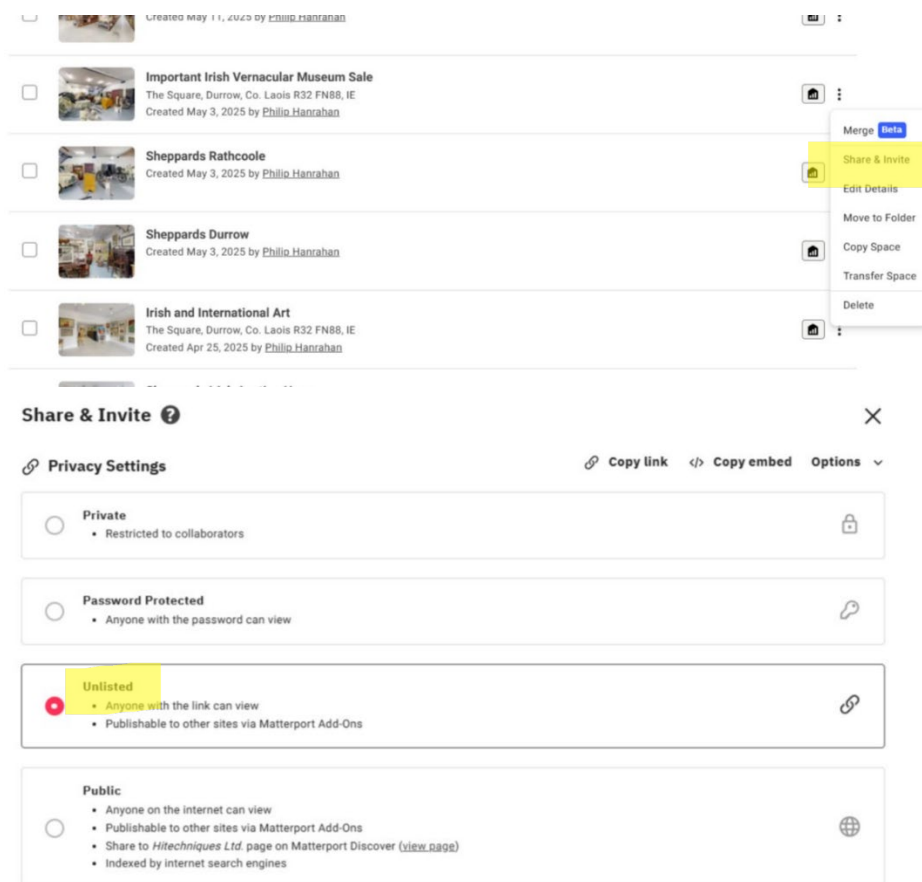 Created May 11, 2025 by Philip Hanrahan
Important Irish Vernacular Museum Sale
The Square, Durrow, Co. Laois R32 FN88, IE
Created May 3, 2025 by Philip Hanrahan
Merge Beta
Share & Invite
Sheppards Rathcoole
Created May 3, 2025 by Philip Hanrahan
Edit Details
Move to Folder
Sheppards Durrow
Created May 3, 2025 by Philip Hanrahan
Copy Space
Transfer Space
Delete
Irish and International Art
The Square, Durrow, Co. Laois R32 FN88, IE
Created Apr 25, 2025 by Philip Hanrahan
Share & Invite ?
Privacy Settings
Copy link </> Copy embed Options
Private
• Restricted to collaborators
Password Protected
• Anyone with the password can view
Unlisted
• Anyone with the link can view
• Publishable to other sites via Matterport Add-Ons
Public
• Anyone on the internet can view
• Publishable to other sites via Matterport Add-Ons
• Share to Hitechniques Ltd. page on Matterport Discover (view page)
• Indexed by internet search engines